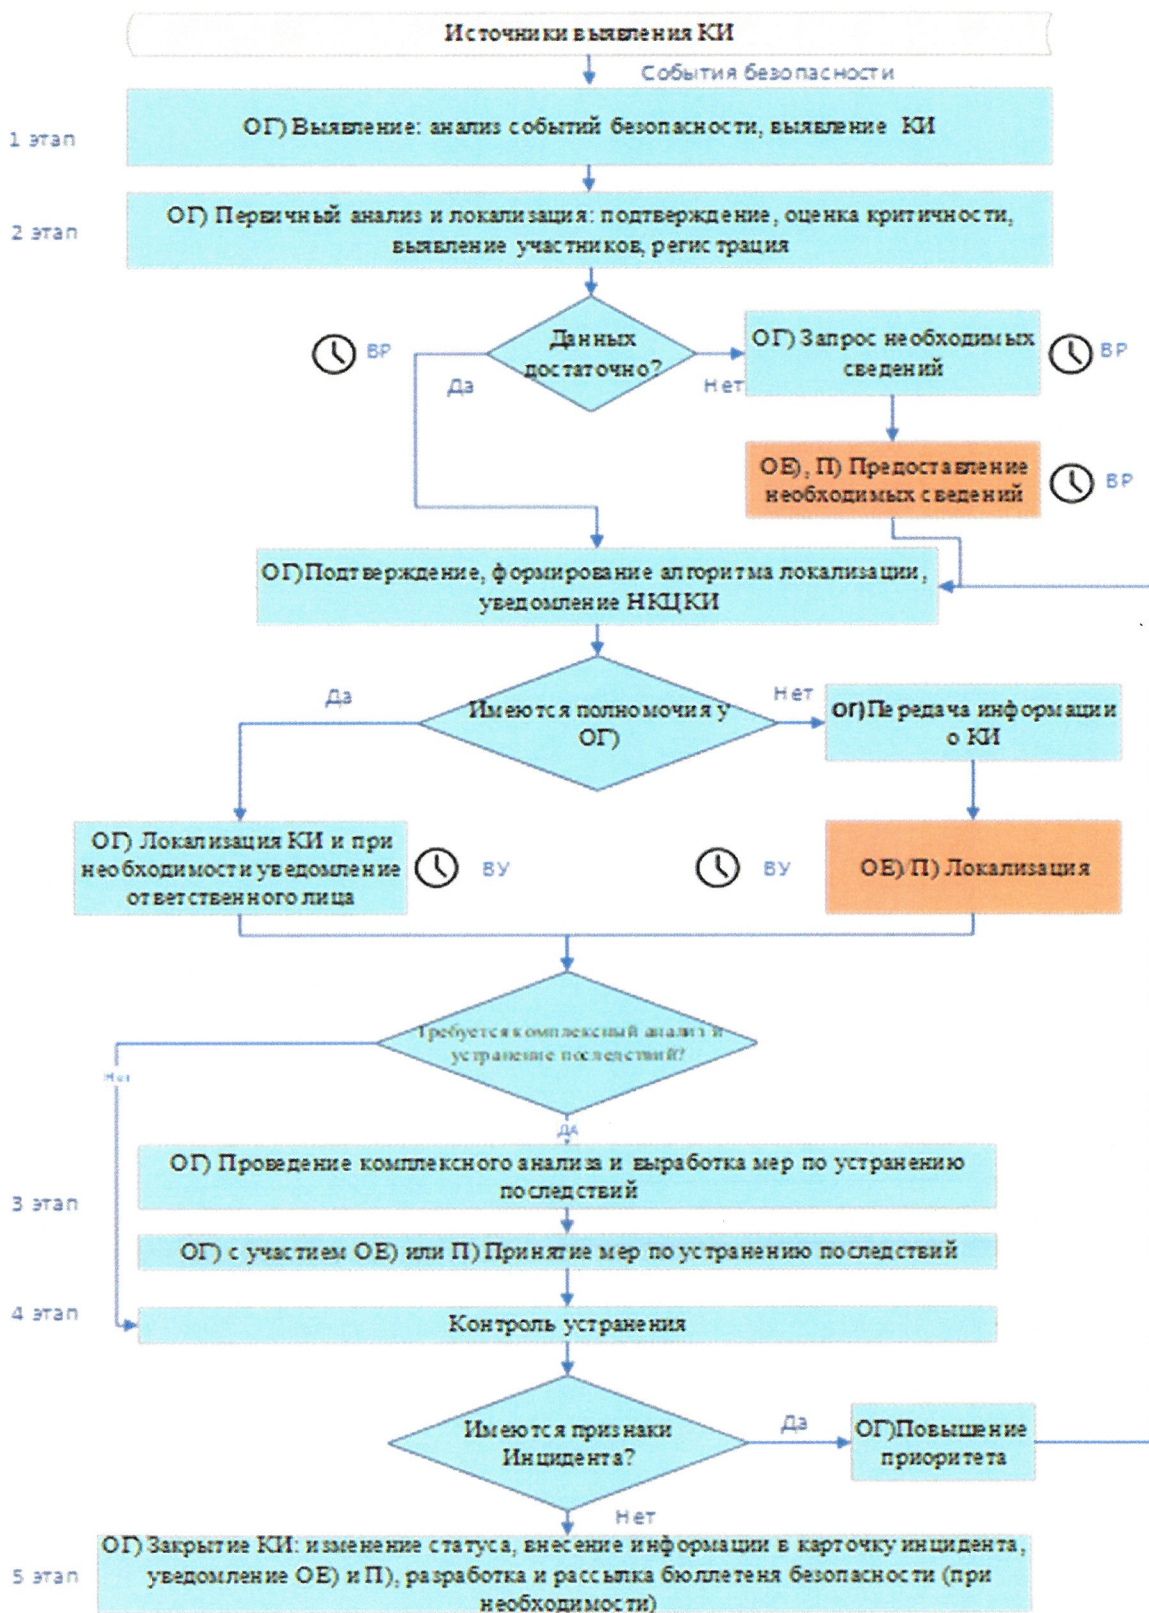 Источники выявления КИ
События безопасности
1 этап
ОГ) Выявление: анализ событий безопасности, выявление КИ
2 этап
ОГ) Первичный анализ и локализация: подтверждение, оценка критичности,
выявление участников, регистрация
ВР
Данных
достаточно?
Да
Нет
ОГ) Запрос необходимых
сведений
ВР
ОЕ), П) Предоставление
необходимых сведений
ВР
ОГ)Подтверждение, формирование алгоритма локализации,
уведомление НКЦКИ
Да
Имеются полномочия у
ОГ)
Нет
ОГ)Передача информации
о КИ
ОГ) Локализация КИ и при
необходимости уведомление
ответственного лица
ВУ
ВУ
ОЕ)/П) Локализация
Требуется комплексный анализ и
устранение последствий?
Нет
ДА
3 этап
ОГ) Проведение комплексного анализа и выработка мер по устранению
последствий
ОГ) с участием ОЕ) или П) Принятие мер по устранению последствий
4 этап
Контроль устранения
Имеются признаки
Инцидента?
Да
ОГ)Повышение
приоритета
Нет
5 этап
ОГ) Закрытие КИ: изменение статуса, внесение информации в карточку инцидента,
уведомление ОЕ) и П), разработка и рассылка бюллетеня безопасности (при
необходимости)